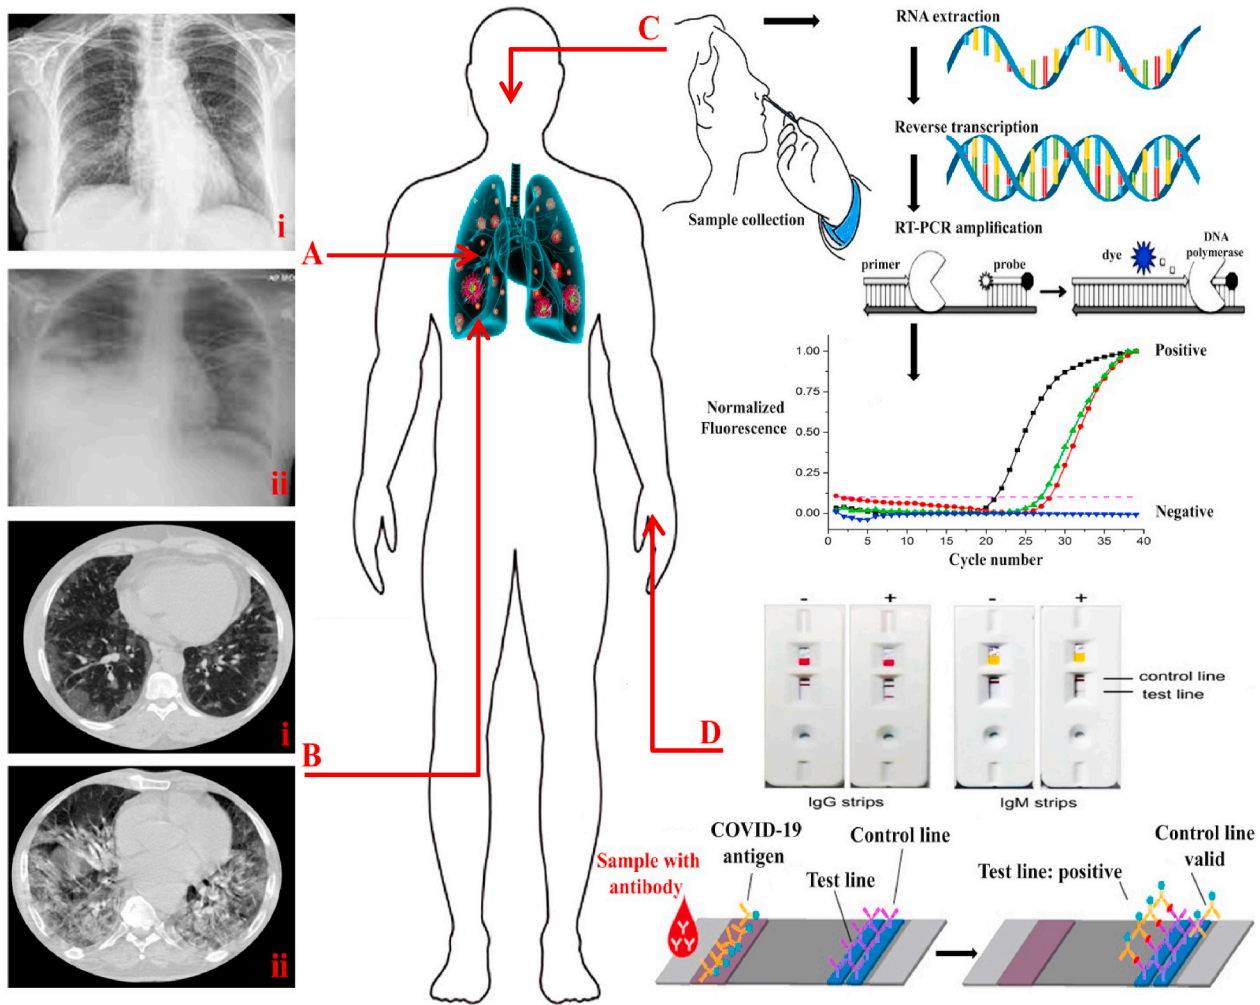 i
A
ii
i
B
ii
C
Sample collection
RNA extraction
Reverse transcription
RT-PCR amplification
primer
probe
dye
DNA
polymerase
Normalized
Fluorescence
1.00
0.75
0.50
0.25
0.00
0
5
10
15
20
25
30
35
40
Cycle number
Positive
Negative
D
- +
- +
control line
test line
IgG strips
IgM strips
Sample with
antibody
COVID-19
antigen
Test line
Control line
Test line: positive
Control line
valid
Y
YY